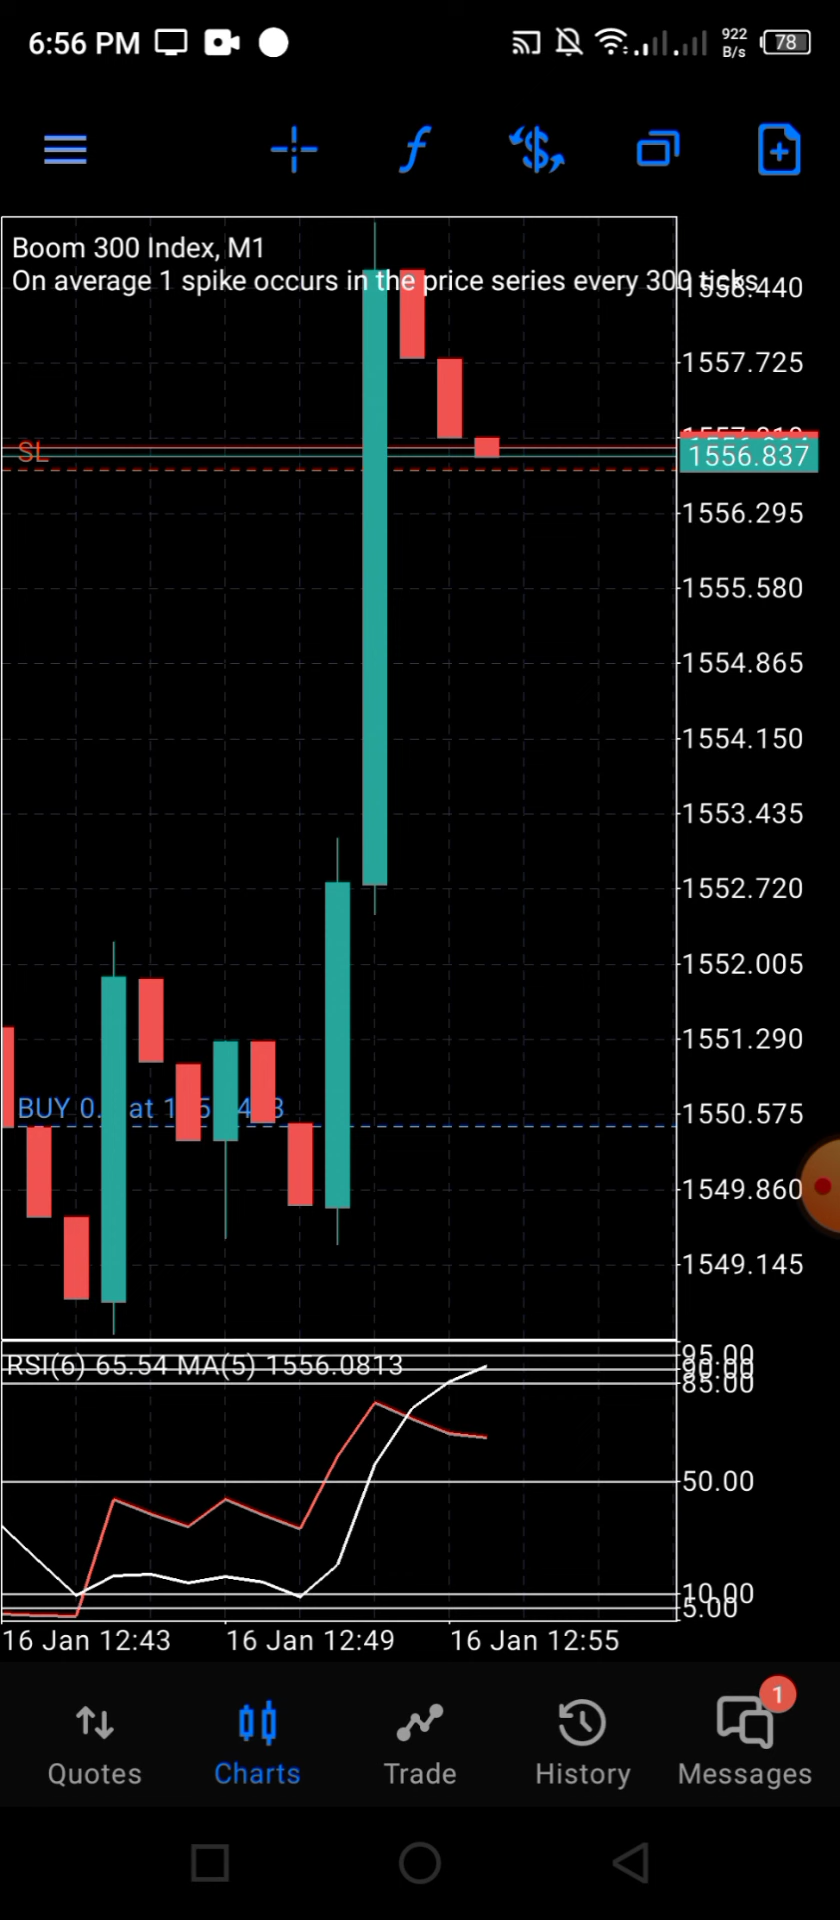 6:56 PM
922
B/s
78
Boom 300 Index, M1
On average 1 spike occurs in the price series every 300 ticks
1558.440
1557.725
SL
1556.837
1556.295
1555.580
1554.865
1554.150
1553.435
1552.720
1552.005
1551.290
BUY 0. at
1550.575
1549.860
1549.145
RSI(6) 65.54 MA(5) 1556.0813
95.00
90.00
85.00
50.00
10.00
5.00
16 Jan 12:43
16 Jan 12:49
16 Jan 12:55
1
Quotes
Charts
Trade
History
Messages